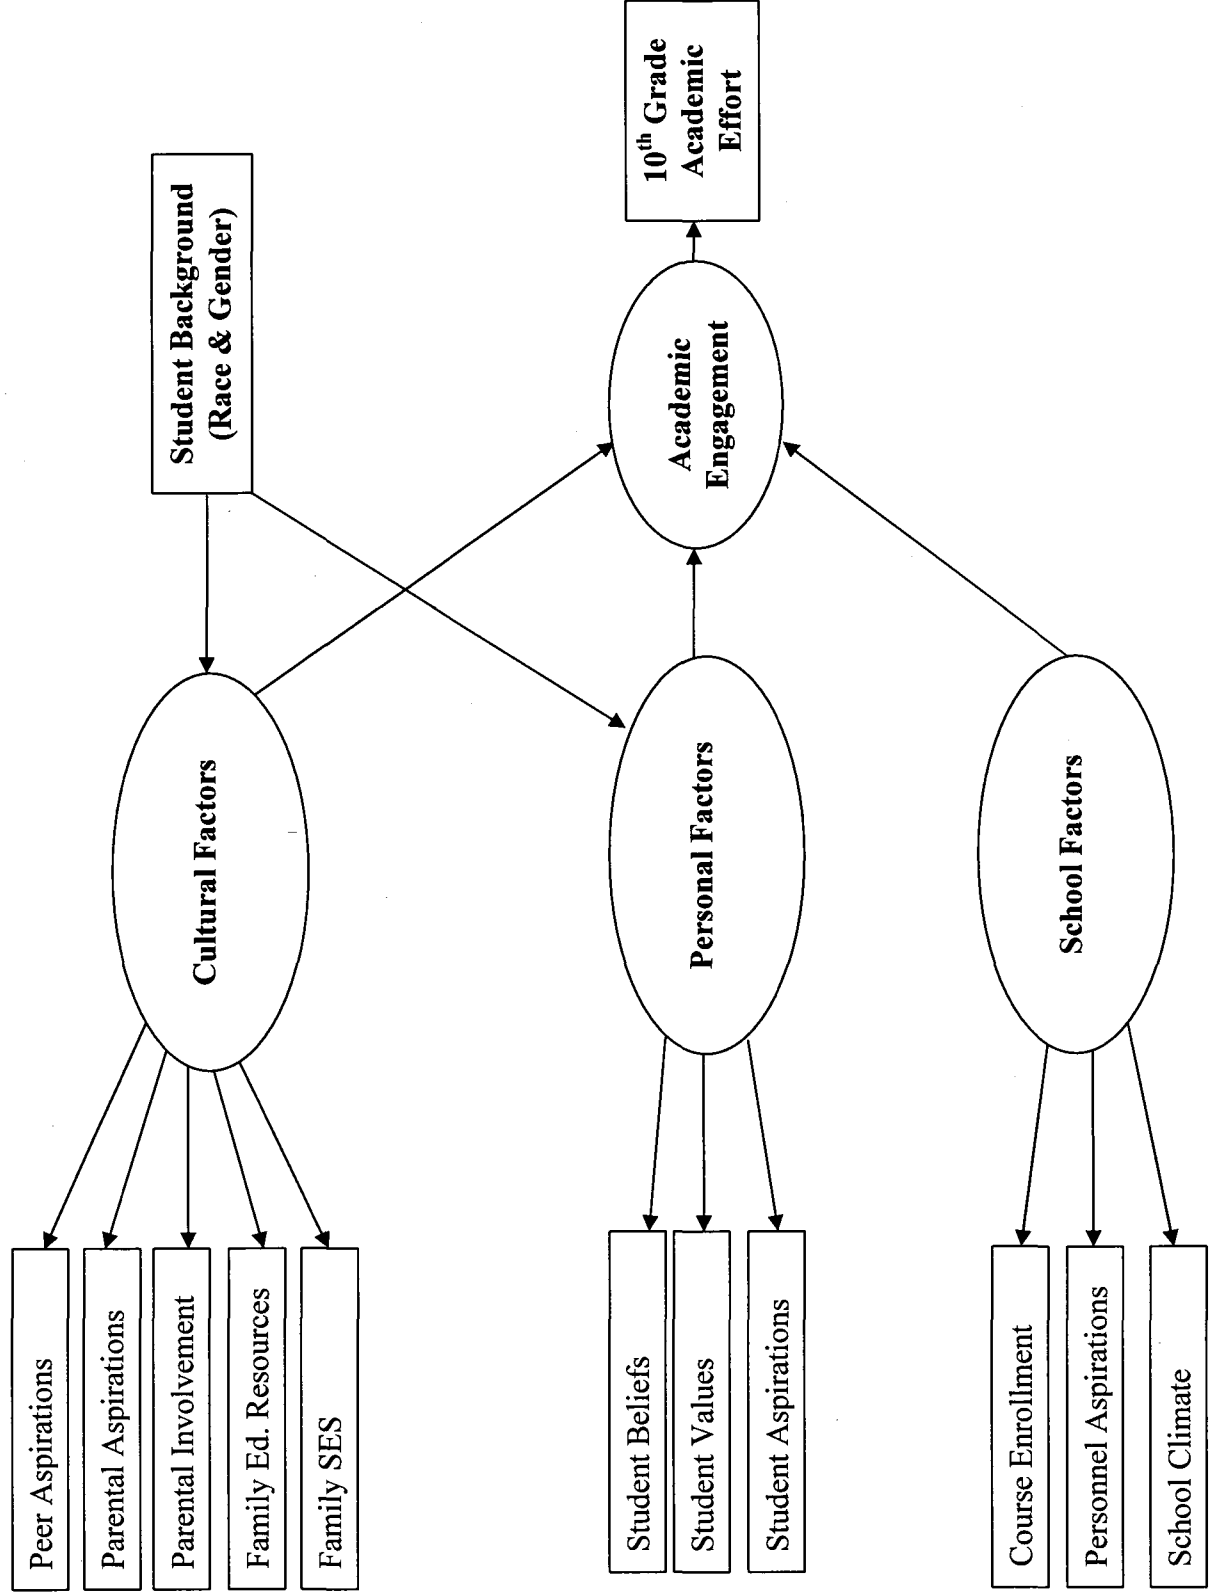 Peer Aspirations
Parental Aspirations
Parental Involvement
Family Ed. Resources
Family SES
Student Beliefs
Student Values
Student Aspirations
Course Enrollment
Personnel Aspirations
School Climate
Cultural Factors
Personal Factors
School Factors
Student Background
(Race & Gender)
Academic
Engagement
10th Grade
Academic
Effort